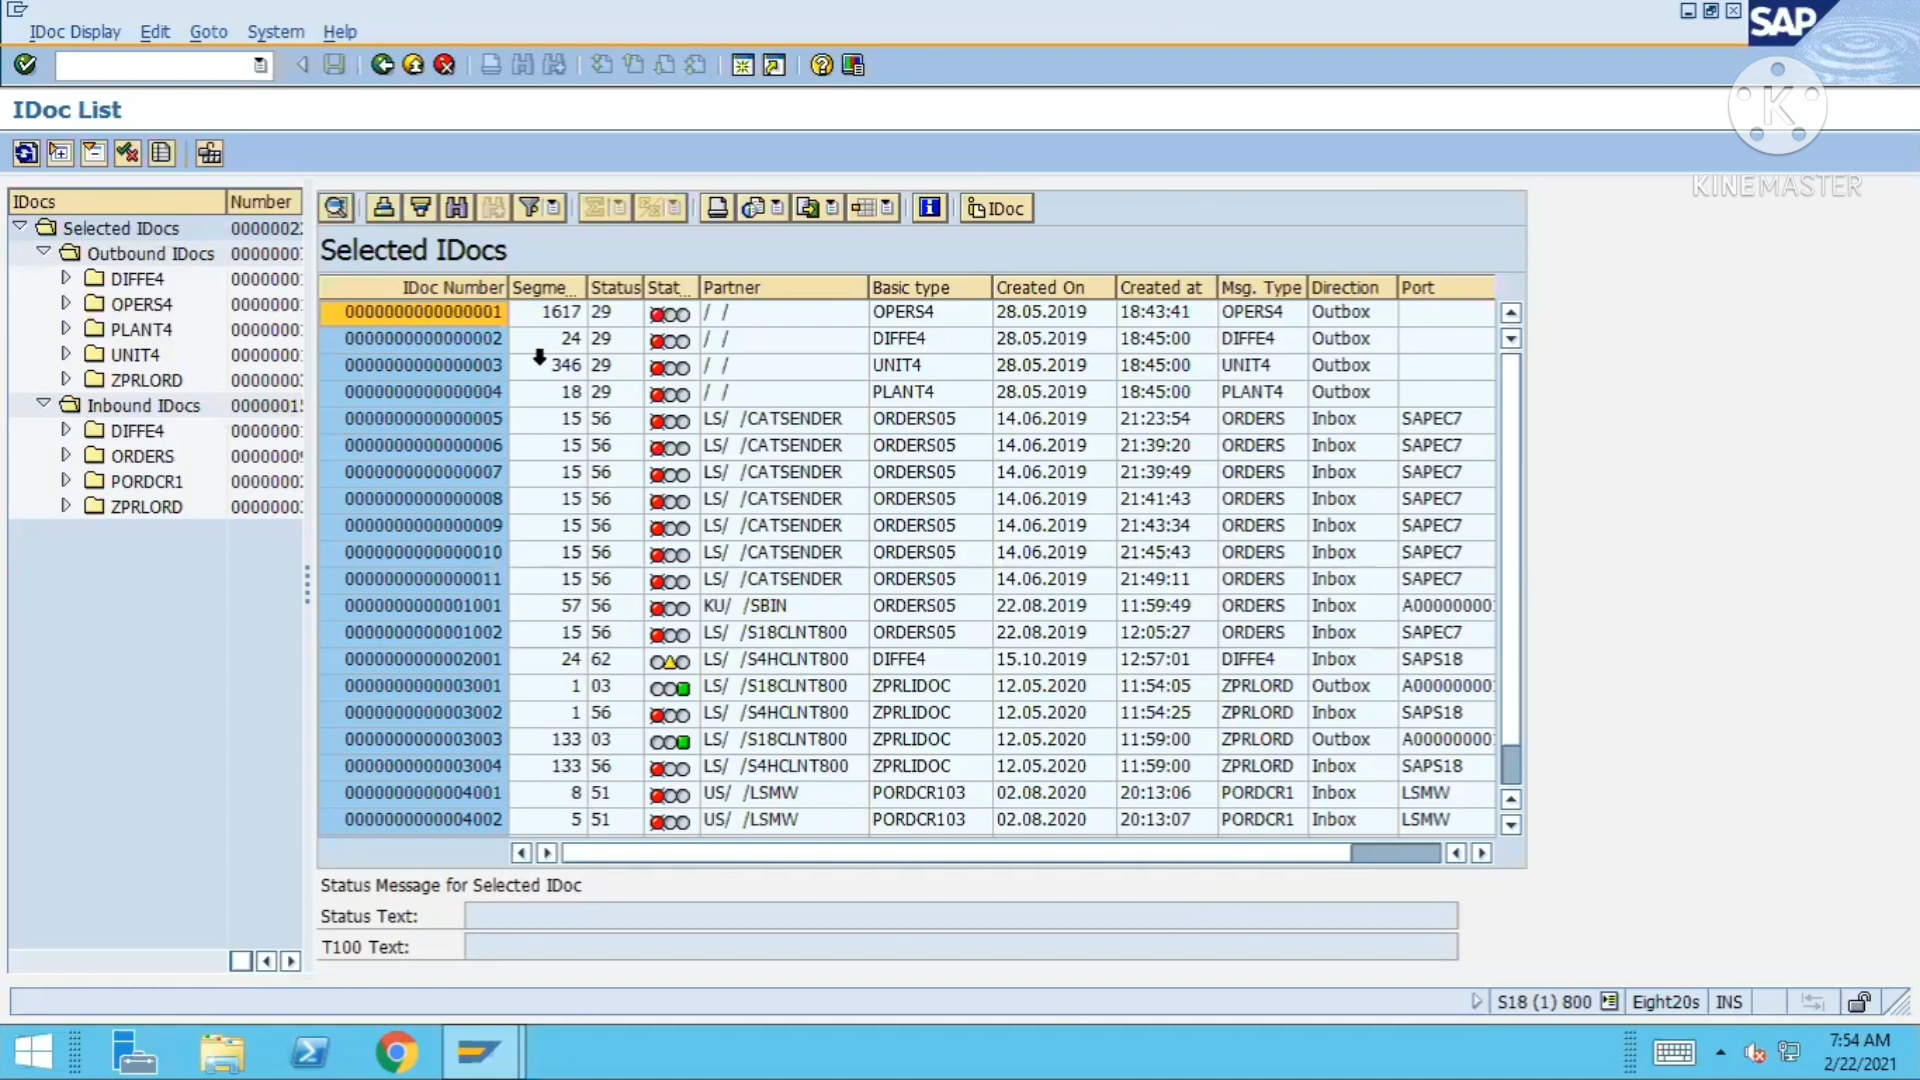 IDoc Display Edit Goto System Help
SAP
IDoc List
KINEMASTER
IDocs Number
Selected IDocs
Outbound IDocs
DIFFE4
OPERS4
PLANT4
UNIT4
ZPRLORD
Inbound IDocs
DIFFE4
ORDERS
PORDCR1
ZPRLORD
IDoc
Selected IDocs
IDoc Number Segme... Status Stat... Partner Basic type Created On Created at Msg. Type Direction Port
0000000000000001 1617 29 / / OPERS4 28.05.2019 18:43:41 OPERS4 Outbox
0000000000000002 24 29 / / DIFFE4 28.05.2019 18:45:00 DIFFE4 Outbox
0000000000000003 346 29 / / UNIT4 28.05.2019 18:45:00 UNIT4 Outbox
0000000000000004 18 29 / / PLANT4 28.05.2019 18:45:00 PLANT4 Outbox
0000000000000005 15 56 LS/ /CATSENDER ORDERS05 14.06.2019 21:23:54 ORDERS Inbox SAPEC7
0000000000000006 15 56 LS/ /CATSENDER ORDERS05 14.06.2019 21:39:20 ORDERS Inbox SAPEC7
0000000000000007 15 56 LS/ /CATSENDER ORDERS05 14.06.2019 21:39:49 ORDERS Inbox SAPEC7
0000000000000008 15 56 LS/ /CATSENDER ORDERS05 14.06.2019 21:41:43 ORDERS Inbox SAPEC7
0000000000000009 15 56 LS/ /CATSENDER ORDERS05 14.06.2019 21:43:34 ORDERS Inbox SAPEC7
0000000000000010 15 56 LS/ /CATSENDER ORDERS05 14.06.2019 21:45:43 ORDERS Inbox SAPEC7
0000000000000011 15 56 LS/ /CATSENDER ORDERS05 14.06.2019 21:49:11 ORDERS Inbox SAPEC7
0000000000001001 57 56 KU/ /SBIN ORDERS05 22.08.2019 11:59:49 ORDERS Inbox A00000000
0000000000001002 15 56 LS/ /S18CLNT800 ORDERS05 22.08.2019 12:05:27 ORDERS Inbox SAPEC7
0000000000002001 24 62 LS/ /S4HCLNT800 DIFFE4 15.10.2019 12:57:01 DIFFE4 Inbox SAPS18
0000000000003001 1 03 LS/ /S18CLNT800 ZPRLIDOC 12.05.2020 11:54:05 ZPRLORD Outbox A00000000
0000000000003002 1 56 LS/ /S4HCLNT800 ZPRLIDOC 12.05.2020 11:54:25 ZPRLORD Inbox SAPS18
0000000000003003 133 03 LS/ /S18CLNT800 ZPRLIDOC 12.05.2020 11:59:00 ZPRLORD Outbox A00000000
0000000000003004 133 56 LS/ /S4HCLNT800 ZPRLIDOC 12.05.2020 11:59:00 ZPRLORD Inbox SAPS18
0000000000004001 8 51 US/ /LSMW PORDCR103 02.08.2020 20:13:06 PORDCR1 Inbox LSMW
0000000000004002 5 51 US/ /LSMW PORDCR103 02.08.2020 20:13:07 PORDCR1 Inbox LSMW
Status Message for Selected IDoc
Status Text:
T100 Text:
S18 (1) 800 Eight20s INS
7:54 AM
2/22/2021